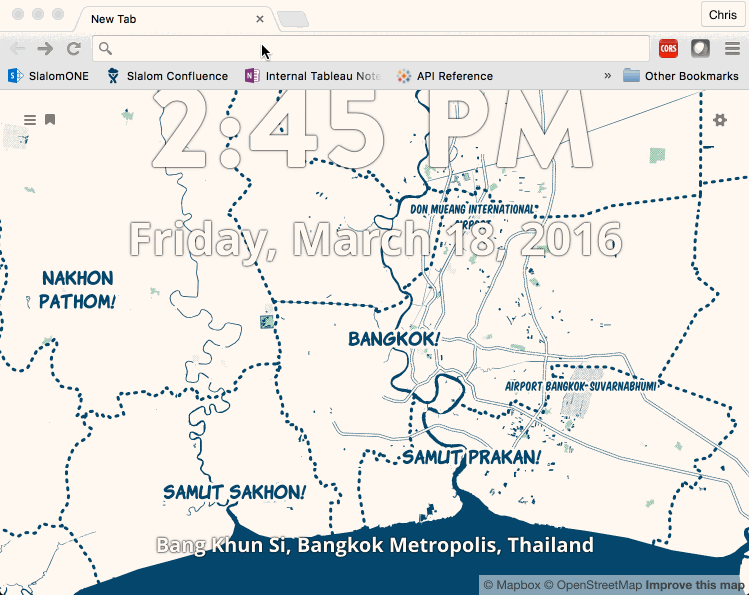 New Tab
Chris
CORS
SlalomONE
Slalom Confluence
Internal Tableau Note
API Reference
»
Other Bookmarks
2:45 PM
DON MUEANG INTERNATIONAL
AIRPORT
Friday, March 18, 2016
NAKHON
PATHOM!
BANGKOK!
AIRPORT BANGKOK-SUVARNABHUMI
SAMUT PRAKAN!
SAMUT SAKHON!
Bang Khun Si, Bangkok Metropolis, Thailand
© Mapbox © OpenStreetMap Improve this map